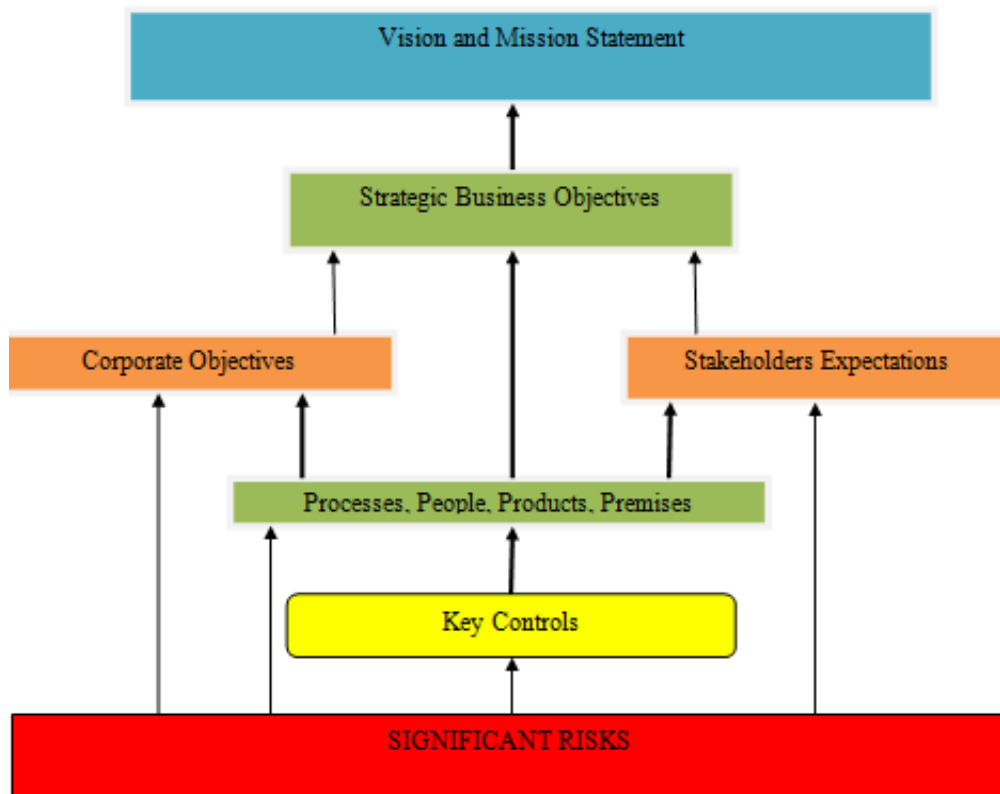 Vision and Mission Statement
Strategic Business Objectives
Corporate Objectives
Stakeholders Expectations
Processes, People, Products, Premises
Key Controls
SIGNIFICANT RISKS